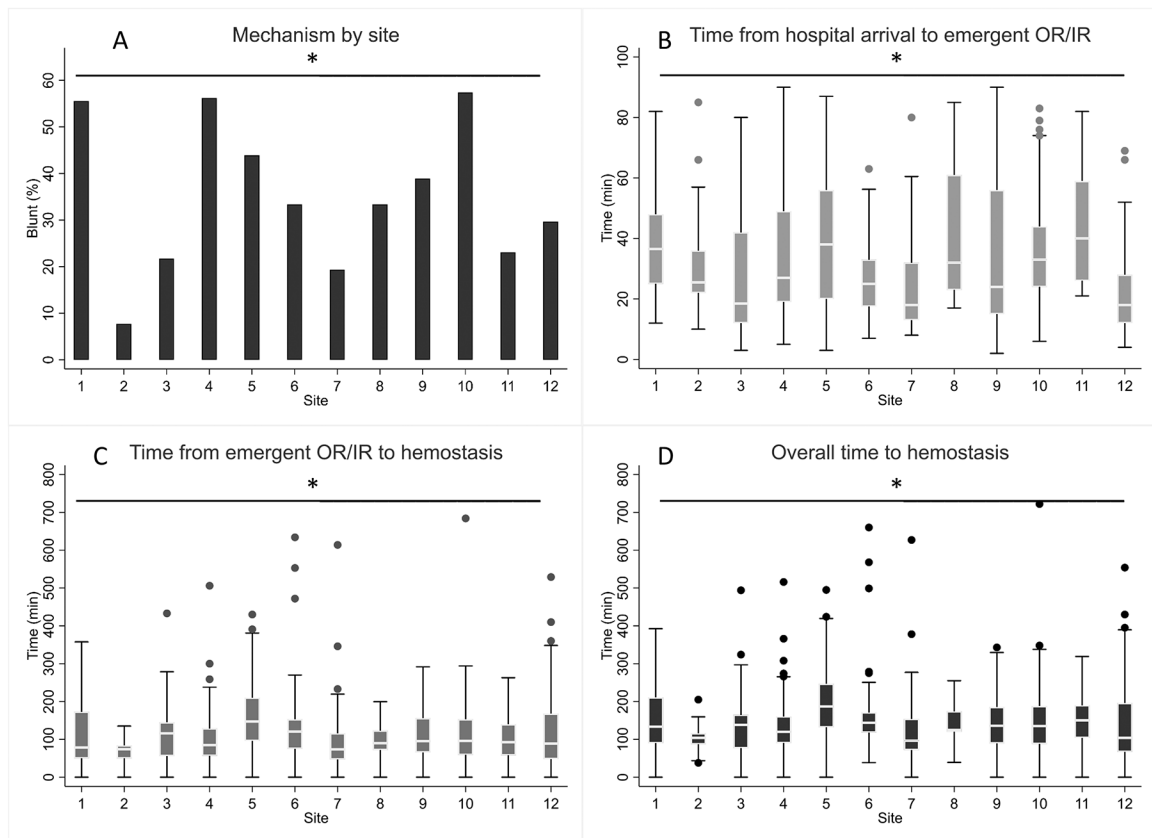 A Mechanism by site
*
Blunt (%)
60
50
40
30
20
10
0
1 2 3 4 5 6 7 8 9 10 11 12
Site
B Time from hospital arrival to emergent OR/IR
*
Time (min)
100
80
60
40
20
0
1 2 3 4 5 6 7 8 9 10 11 12
Site
C Time from emergent OR/IR to hemostasis
*
Time (min)
800
700
600
500
400
300
200
100
0
1 2 3 4 5 6 7 8 9 10 11 12
Site
D Overall time to hemostasis
*
Time (min)
800
700
600
500
400
300
200
100
0
1 2 3 4 5 6 7 8 9 10 11 12
Site